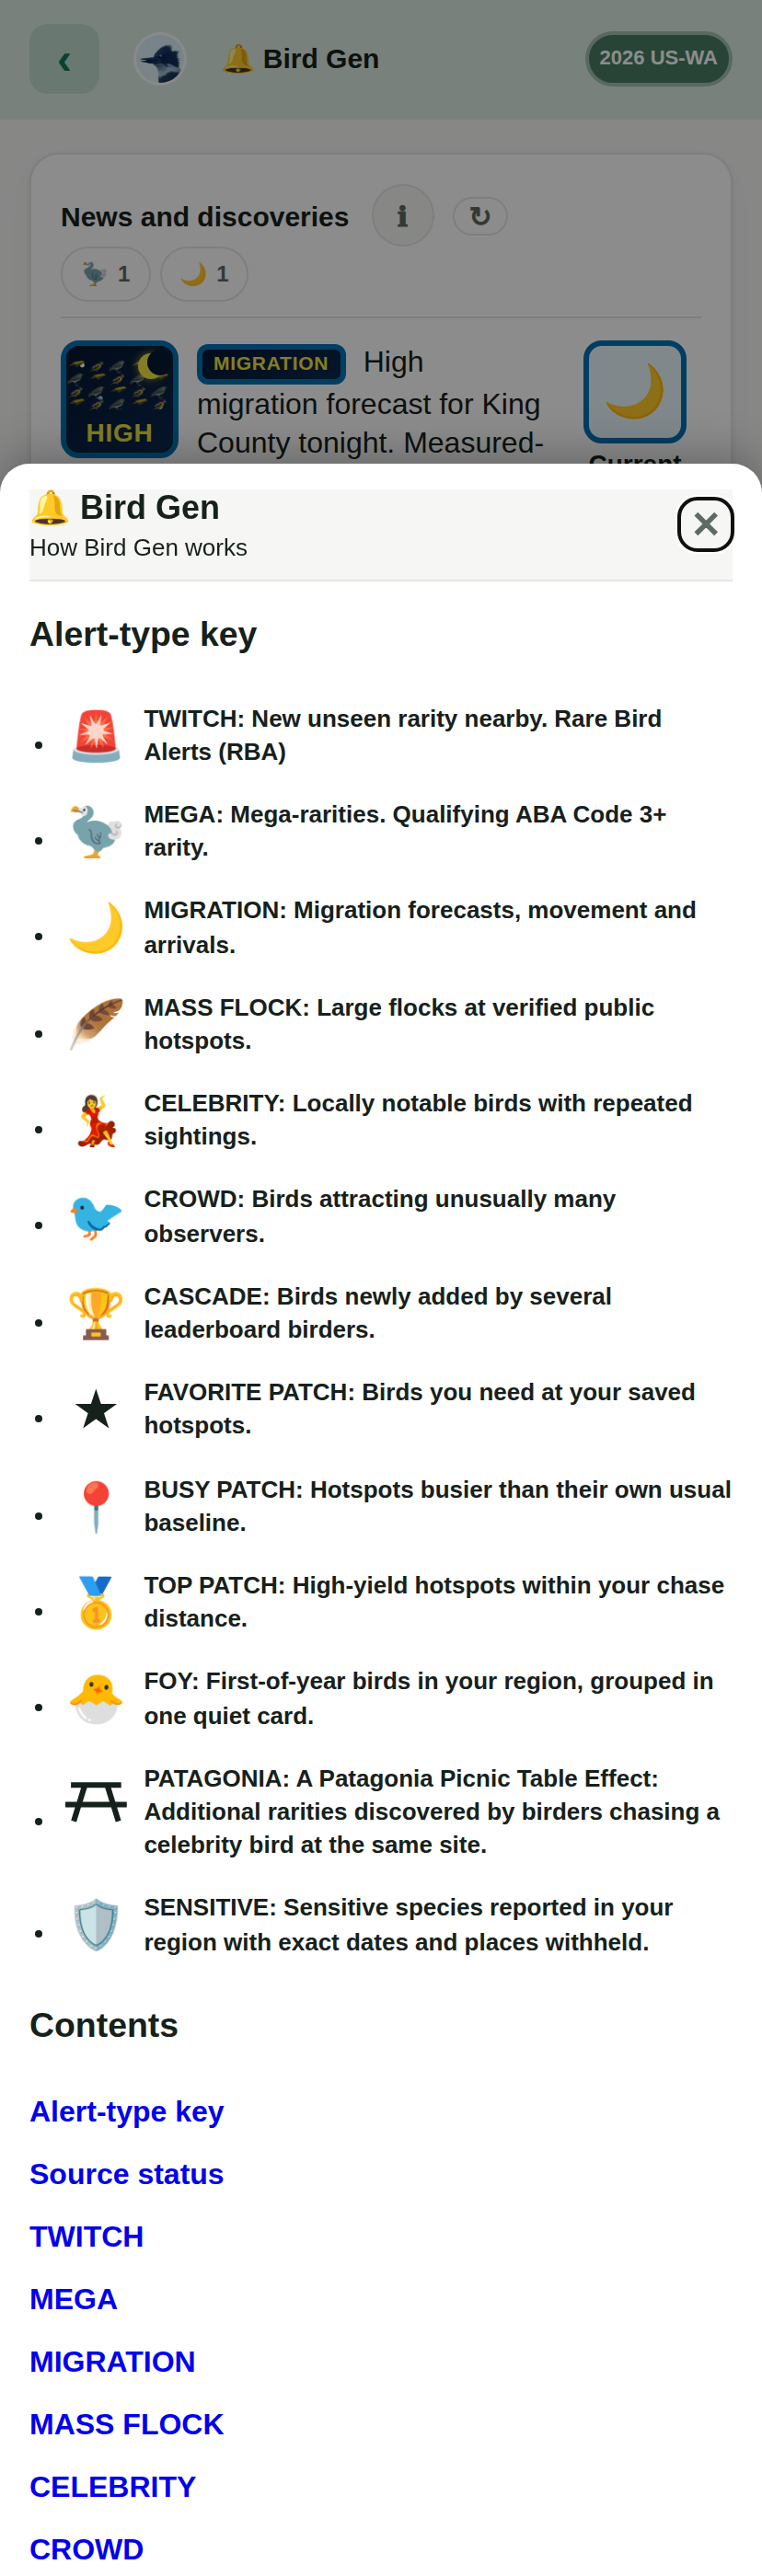 ‹ 🔔 Bird Gen 2026 US-WA
News and discoveries ℹ ↻
🦤 1 🌙 1
MIGRATION High
migration forecast for King
County tonight. Measured-
HIGH
Current
🔔 Bird Gen
How Bird Gen works
✕
Alert-type key
• 🚨 TWITCH: New unseen rarity nearby. Rare Bird
Alerts (RBA)
• 🦤 MEGA: Mega-rarities. Qualifying ABA Code 3+
rarity.
• 🌙 MIGRATION: Migration forecasts, movement and
arrivals.
• 🪶 MASS FLOCK: Large flocks at verified public
hotspots.
• 💃 CELEBRITY: Locally notable birds with repeated
sightings.
• 🐦 CROWD: Birds attracting unusually many
observers.
• 🏆 CASCADE: Birds newly added by several
leaderboard birders.
• ★ FAVORITE PATCH: Birds you need at your saved
hotspots.
• 📍 BUSY PATCH: Hotspots busier than their own usual
baseline.
• 🥇 TOP PATCH: High-yield hotspots within your chase
distance.
• 🐣 FOY: First-of-year birds in your region, grouped in
one quiet card.
• PATAGONIA: A Patagonia Picnic Table Effect:
Additional rarities discovered by birders chasing a
celebrity bird at the same site.
• 🛡️ SENSITIVE: Sensitive species reported in your
region with exact dates and places withheld.
Contents
Alert-type key
Source status
TWITCH
MEGA
MIGRATION
MASS FLOCK
CELEBRITY
CROWD